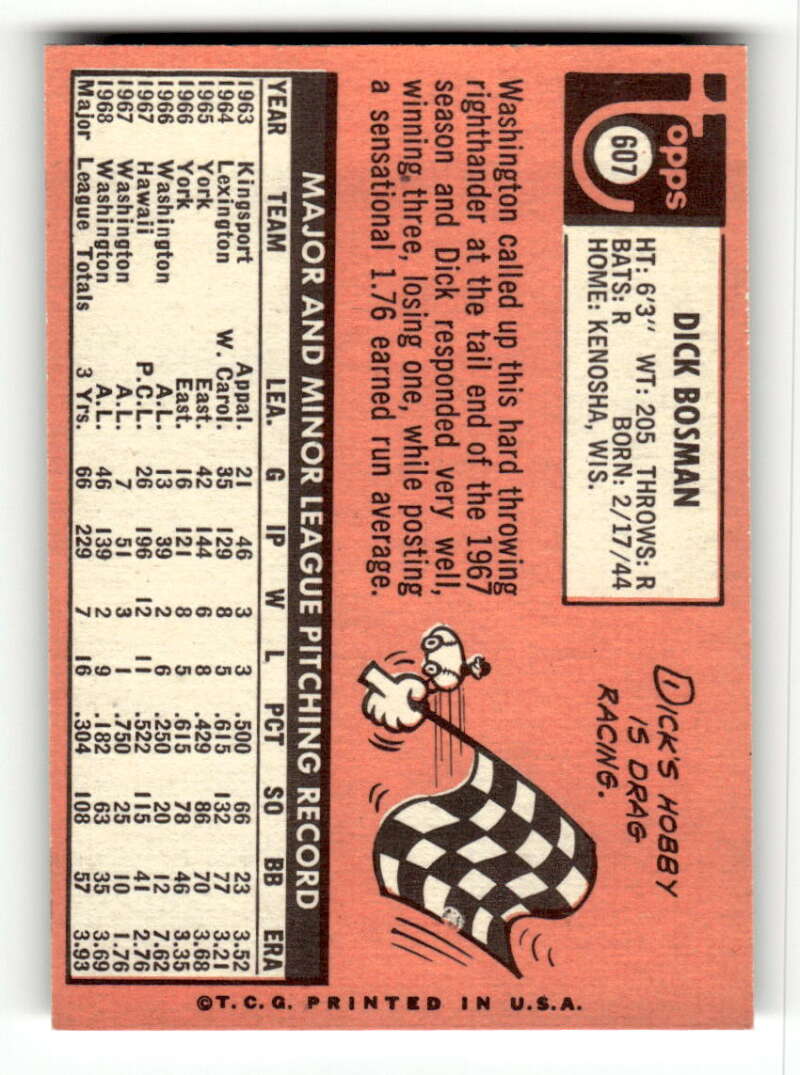 Topps
607
DICK BOSMAN
HT: 6'3" WT: 205 THROWS: R
BATS: R BORN: 2/17/44
HOME: KENOSHA, WIS.
DICK'S HOBBY
IS DRAG
RACING.
Washington called up this hard throwing
righthander at the tail end of the 1967
season and Dick responded very well,
winning three, losing one, while posting
a sensational 1.76 earned run average.
MAJOR AND MINOR LEAGUE PITCHING RECORD
YEAR TEAM LEA. G IP W L PCT SO BB ERA
1963 Kingsport Appal. 21 46 3 3 .500 66 23 3.52
1964 Lexington W. Carol. 35 129 8 5 .615 132 77 3.21
1965 York East. 42 144 6 8 .429 86 70 3.68
1966 York East. 16 121 8 5 .615 78 46 3.35
1966 Washington A.L. 13 39 2 6 .250 20 12 7.62
1967 Hawaii P.C.L. 26 196 12 11 .522 115 41 2.76
1967 Washington A.L. 7 51 3 1 .750 25 10 1.76
1968 Washington A.L. 46 139 2 9 .182 63 35 3.69
Major League Totals 3 Yrs. 66 229 7 16 .304 108 57 3.93
©T.C.G. PRINTED IN U.S.A.